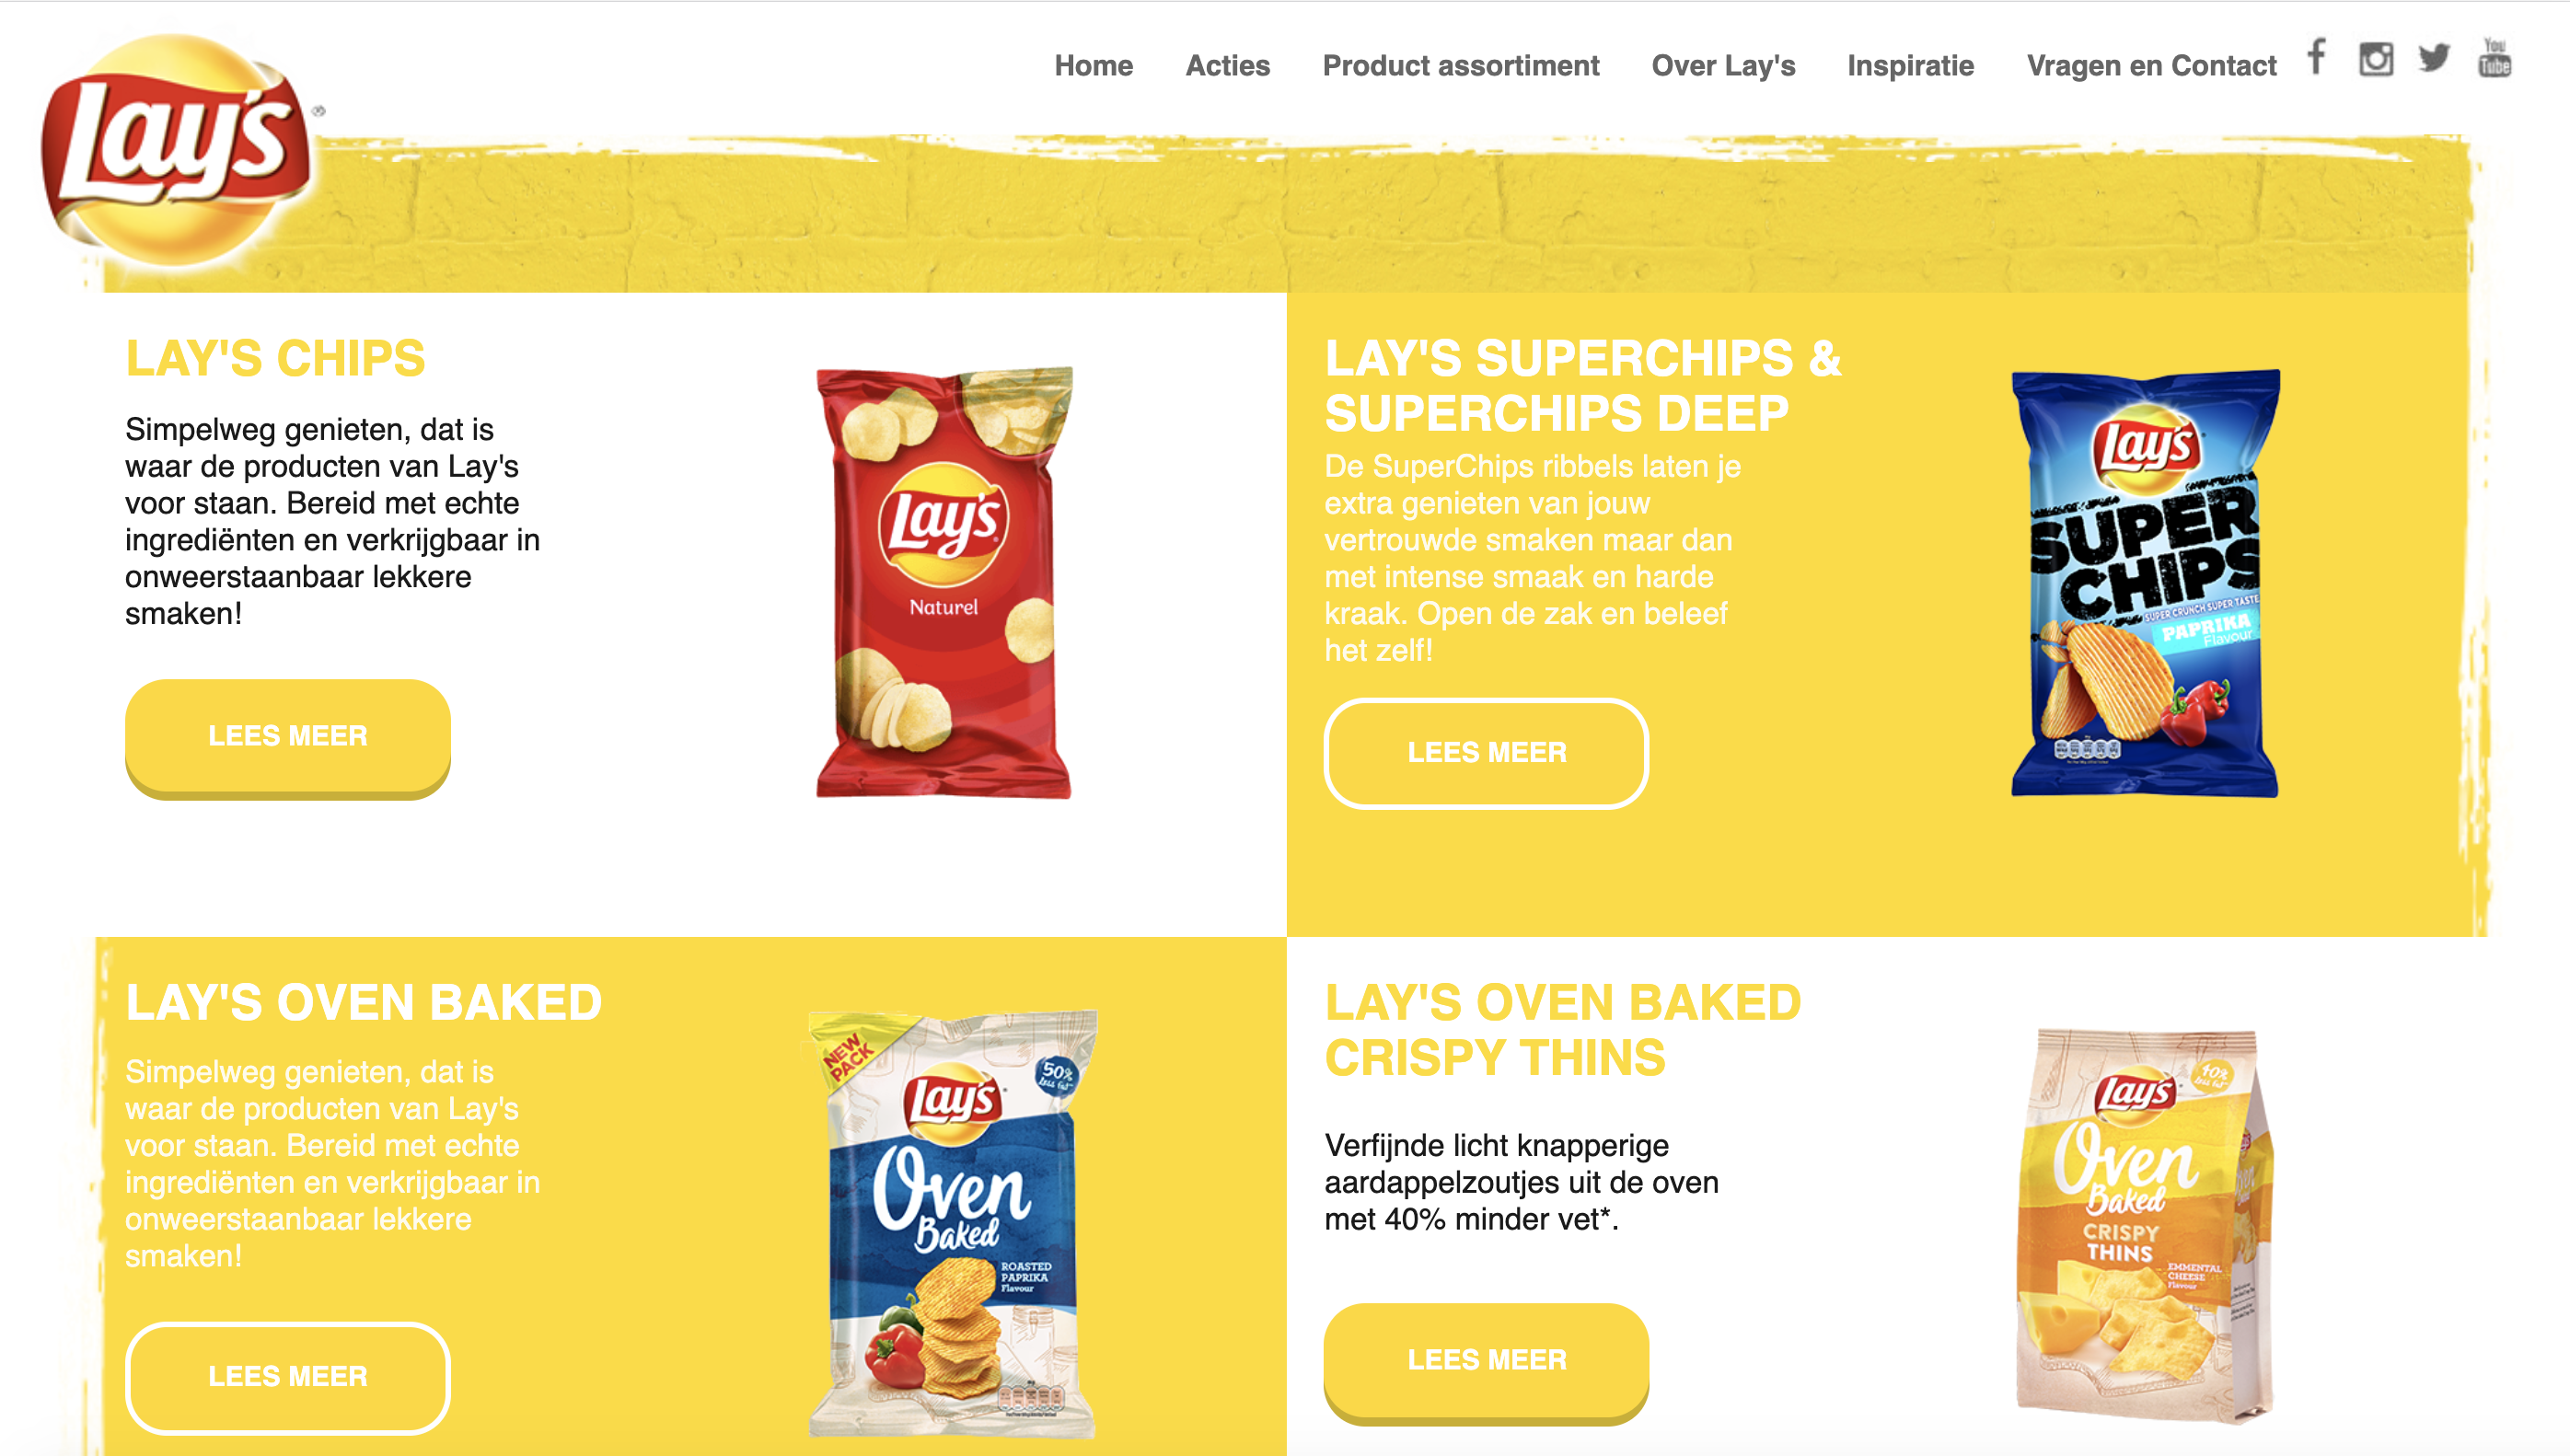 Lay's
Home Acties Product assortiment Over Lay's Inspiratie Vragen en Contact You Tube
LAY'S CHIPS
Simpelweg genieten, dat is
waar de producten van Lay's
voor staan. Bereid met echte
ingrediënten en verkrijgbaar in
onweerstaanbaar lekkere
smaken!
LEES MEER
Lay's
Naturel
LAY'S SUPERCHIPS &
SUPERCHIPS DEEP
De SuperChips ribbels laten je
extra genieten van jouw
vertrouwde smaken maar dan
met intense smaak en harde
kraak. Open de zak en beleef
het zelf!
LEES MEER
Lay's
SUPER
CHIPS
SUPER CRUNCH SUPER TASTE
PAPRIKA
Flavour
LAY'S OVEN BAKED
Simpelweg genieten, dat is
waar de producten van Lay's
voor staan. Bereid met echte
ingrediënten en verkrijgbaar in
onweerstaanbaar lekkere
smaken!
LEES MEER
NEW
PACK
50%
less fat*
Lay's
Oven
Baked
ROASTED
PAPRIKA
Flavour
LAY'S OVEN BAKED
CRISPY THINS
Verfijnde licht knapperige
aardappelzoutjes uit de oven
met 40% minder vet*.
LEES MEER
40%
less fat*
Lay's
Oven
Baked
CRISPY
THINS
EMMENTAL
CHEESE
Flavour